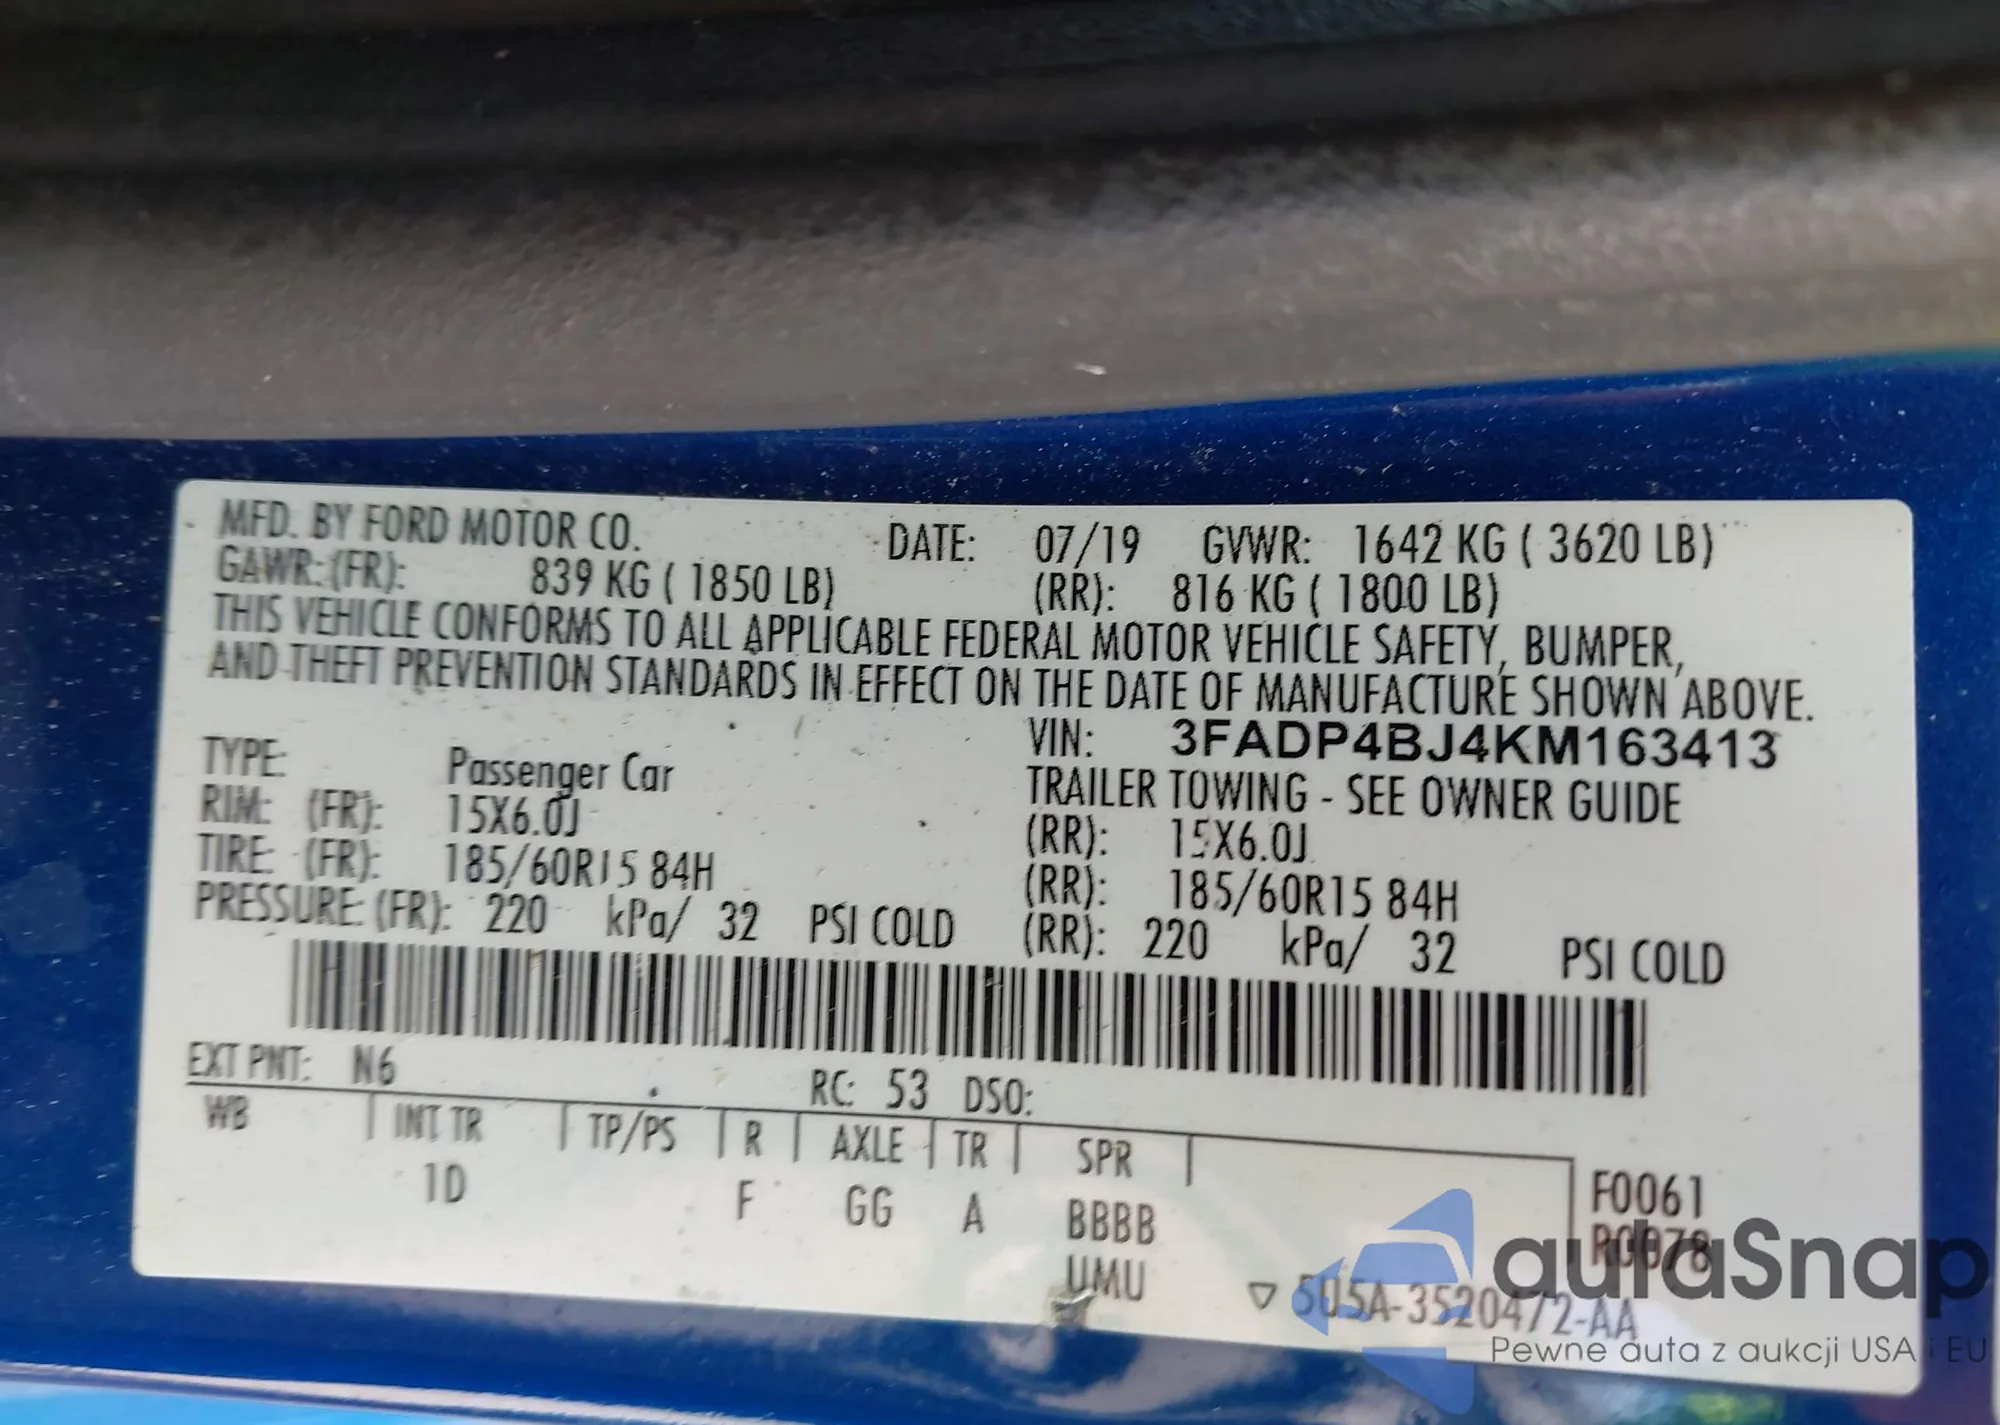 MFD. BY FORD MOTOR CO. DATE: 07/19 GVWR: 1642 KG ( 3620 LB)
GAWR: (FR): 839 KG ( 1850 LB) (RR): 816 KG ( 1800 LB)
THIS VEHICLE CONFORMS TO ALL APPLICABLE FEDERAL MOTOR VEHICLE SAFETY, BUMPER,
AND THEFT PREVENTION STANDARDS IN EFFECT ON THE DATE OF MANUFACTURE SHOWN ABOVE.
VIN: 3FADP4BJ4KM163413
TYPE: Passenger Car TRAILER TOWING - SEE OWNER GUIDE
RIM: (FR): 15X6.0J (RR): 15X6.0J
TIRE: (FR): 185/60R15 84H (RR): 185/60R15 84H
PRESSURE: (FR): 220 kPa/ 32 PSI COLD (RR): 220 kPa/ 32 PSI COLD
EXT PNT: N6 RC: 53 DSO:
WB INT TR TP/PS R AXLE TR SPR
1D F GG A BBBB F0061
UMU R0078
▽ 5U5A-3520472-AA
autaSnap
Pewne auta z aukcji USA i EU